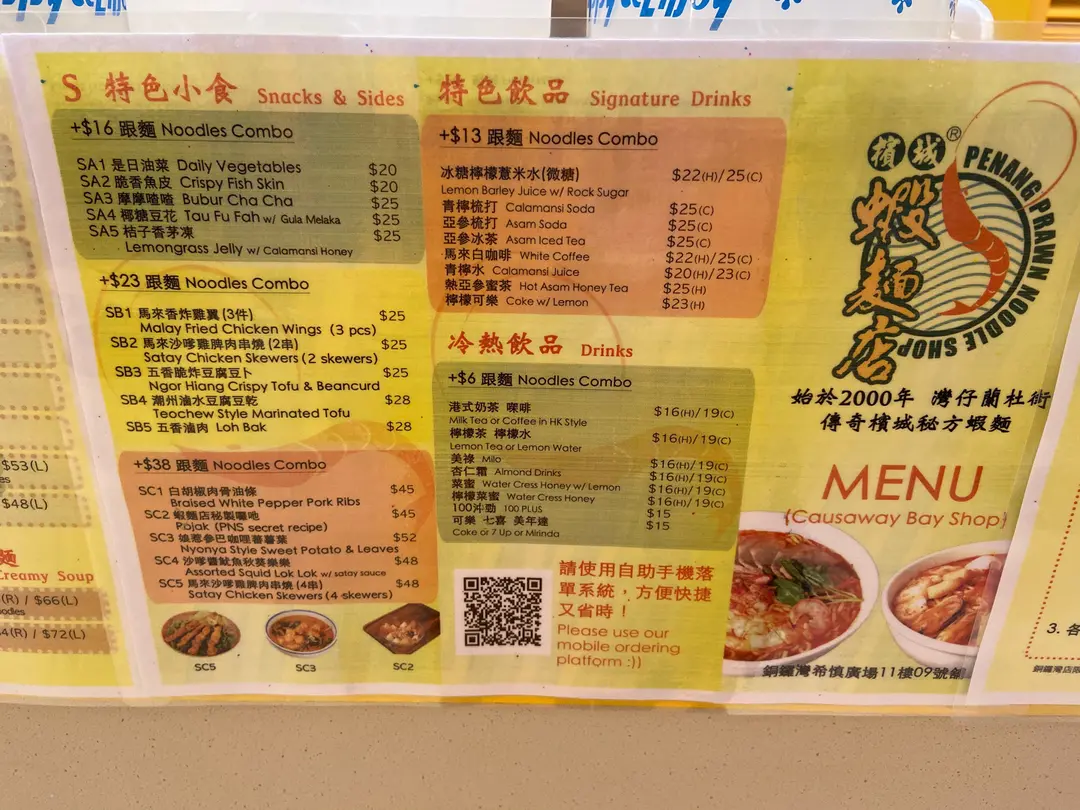 $53(L)
$48(L)
麵
Creamy Soup
(R) / $66(L)
4(R) / $72(L)
S 特色小食 Snacks & Sides
+$16 跟麵 Noodles Combo
SA1 是日油菜 Daily Vegetables $20
SA2 脆香魚皮 Crispy Fish Skin $20
SA3 摩摩喳喳 Bubur Cha Cha $25
SA4 椰糖豆花 Tau Fu Fah w/ Gula Melaka $25
SA5 桔子香茅凍 $25
Lemongrass Jelly w/ Calamansi Honey
+$23 跟麵 Noodles Combo
SB1 馬來香炸雞翼 (3件) $25
Malay Fried Chicken Wings (3 pcs)
SB2 馬來沙嗲雞脾肉串燒 (2串) $25
Satay Chicken Skewers (2 skewers)
SB3 五香脆炸豆腐豆卜 $25
Ngor Hiang Crispy Tofu & Beancurd
SB4 潮州滷水豆腐豆乾 $28
Teochew Style Marinated Tofu
SB5 五香滷肉 Loh Bak $28
+$38 跟麵 Noodles Combo
SC1 白胡椒肉骨油條 $45
Braised White Pepper Pork Ribs
SC2 蝦麵店秘製囉吔 $45
Rojak (PNS secret recipe)
SC3 娘惹參巴咖哩蕃薯葉 $52
Nyonya Style Sweet Potato & Leaves
SC4 沙嗲醬魷魚秋葵樂樂 $48
Assorted Squid Lok Lok w/ satay sauce
SC5 馬來沙嗲雞脾肉串燒 (4串) $48
Satay Chicken Skewers (4 skewers)
SC5 SC3 SC2
特色飲品 Signature Drinks
+$13 跟麵 Noodles Combo
冰糖檸檬薏米水(微糖) $22(H)/25(C)
Lemon Barley Juice w/ Rock Sugar
青檸梳打 Calamansi Soda $25(C)
亞參梳打 Asam Soda $25(C)
亞參冰茶 Asam Iced Tea $25(C)
馬來白咖啡 White Coffee $22(H)/25(C)
青檸水 Calamansi Juice $20(H)/23(C)
熱亞參蜜茶 Hot Asam Honey Tea $25(H)
檸檬可樂 Coke w/ Lemon $23(H)
冷熱飲品 Drinks
+$6 跟麵 Noodles Combo
港式奶茶 啡 $16(H)/19(C)
Milk Tea or Coffee in HK Style
檸檬茶 檸檬水 $16(H)/19(C)
Lemon Tea or Lemon Water
美祿 Milo $16(H)/19(C)
杏仁霜 Almond Drinks $16(H)/19(C)
菜蜜 Water Cress Honey w/ Lemon $16(H)/19(C)
檸檬菜蜜 Water Cress Honey $16(H)/19(C)
100沖勁 100 PLUS $15
可樂 七喜 美年達 $15
Coke or 7 Up or Mirinda
請使用自助手機落
單系統，方便快捷
又省時！
Please use our
mobile ordering
platform :))
檳城
蝦麵店
®
PENANG PRAWN NOODLE SHOP
始於2000年 灣仔蘭杜街
傳奇檳城秘方蝦麵
MENU
(Causaway Bay Shop)
銅鑼灣希慎廣場11樓09號舖
3. 各